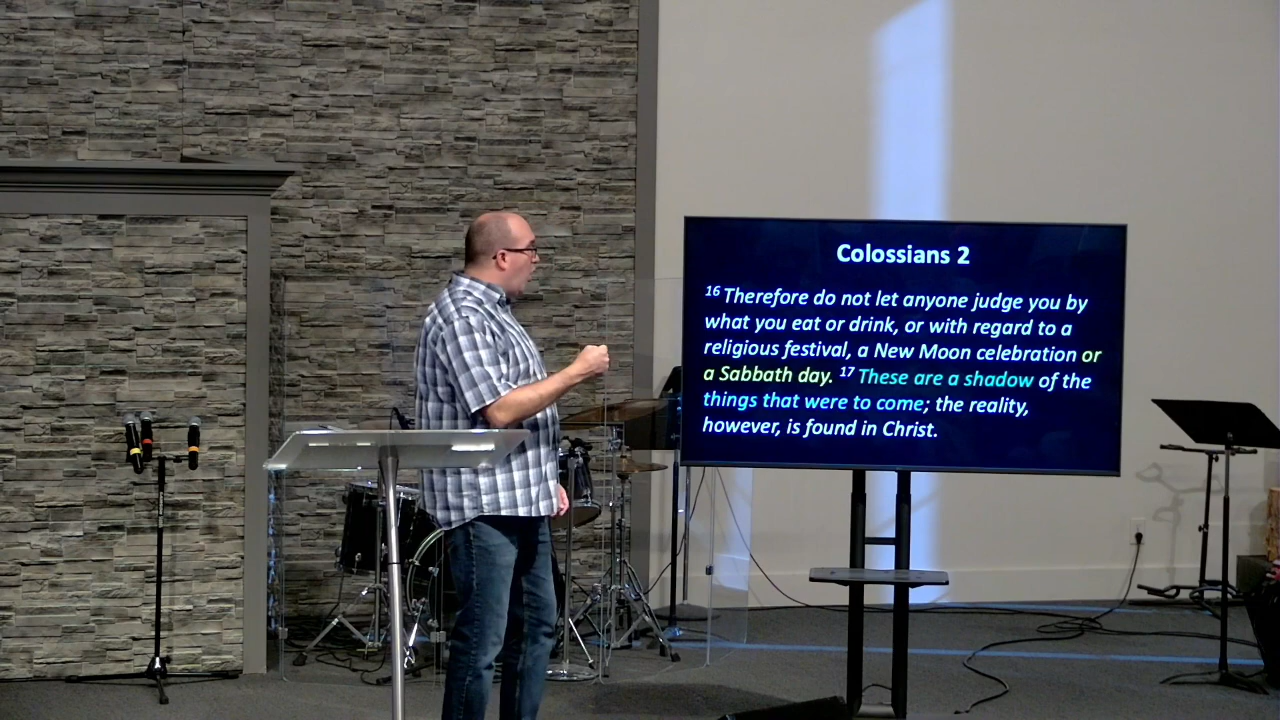 Colossians 2
16 Therefore do not let anyone judge you by
what you eat or drink, or with regard to a
religious festival, a New Moon celebration or
a Sabbath day. 17 These are a shadow of the
things that were to come; the reality,
however, is found in Christ.